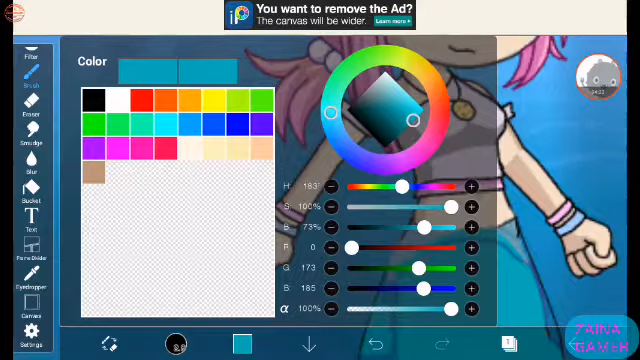 You want to remove the Ad?
The canvas will be wider.
Learn more ▸
Filter
Brush
Eraser
Smudge
Blur
Bucket
Text
Frame Divider
Eyedropper
Canvas
Settings
Color
H: 183°
S: 100%
B: 73%
R: 0
G: 173
B: 185
α 100%
1
ZAINA
GAMER